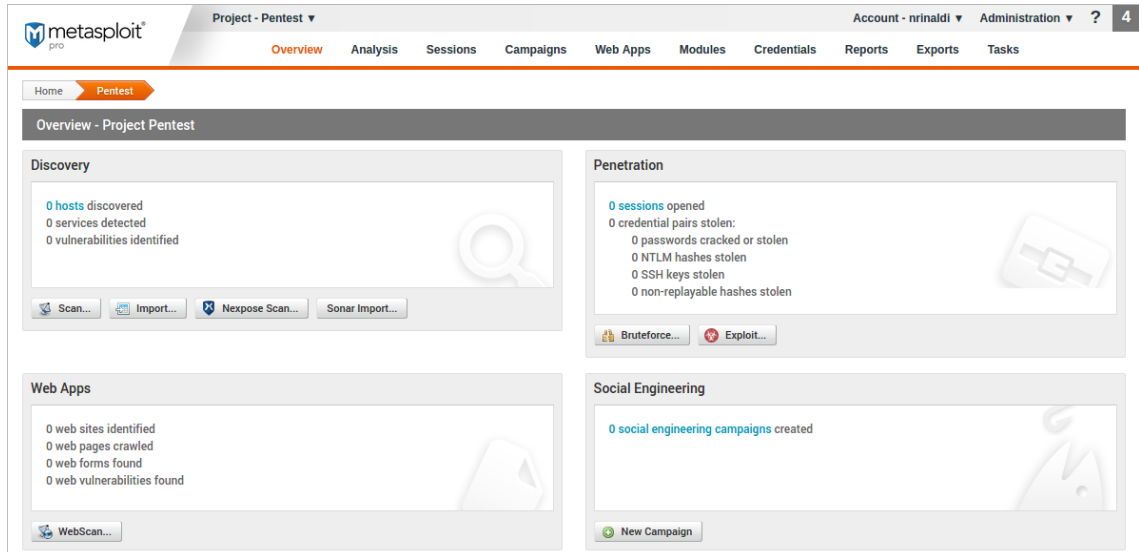 metasploit®
pro
Project - Pentest ▼
Account - nrinaldi ▼ Administration ▼ ? 4
Overview Analysis Sessions Campaigns Web Apps Modules Credentials Reports Exports Tasks
Home Pentest
Overview - Project Pentest
Discovery
0 hosts discovered
0 services detected
0 vulnerabilities identified
Scan... Import... Nexpose Scan... Sonar Import...
Penetration
0 sessions opened
0 credential pairs stolen:
0 passwords cracked or stolen
0 NTLM hashes stolen
0 SSH keys stolen
0 non-replayable hashes stolen
Bruteforce... Exploit...
Web Apps
0 web sites identified
0 web pages crawled
0 web forms found
0 web vulnerabilities found
WebScan...
Social Engineering
0 social engineering campaigns created
New Campaign